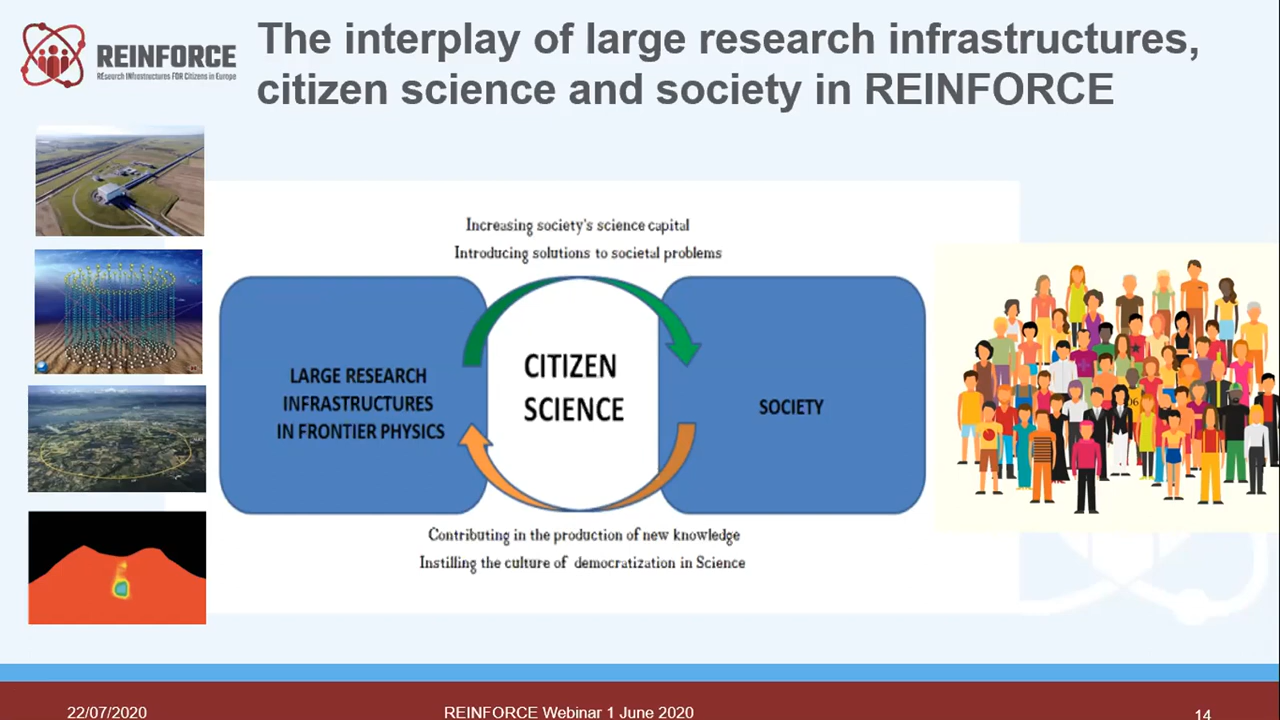 REINFORCE
REsearch INfrastructures FOR Citizens in Europe
The interplay of large research infrastructures,
citizen science and society in REINFORCE
Increasing society's science capital
Introducing solutions to societal problems
LARGE RESEARCH
INFRASTRUCTURES
IN FRONTIER PHYSICS
CITIZEN
SCIENCE
SOCIETY
06
Contributing in the production of new knowledge
Instilling the culture of democratization in Science
22/07/2020
REINFORCE Webinar 1 June 2020
14